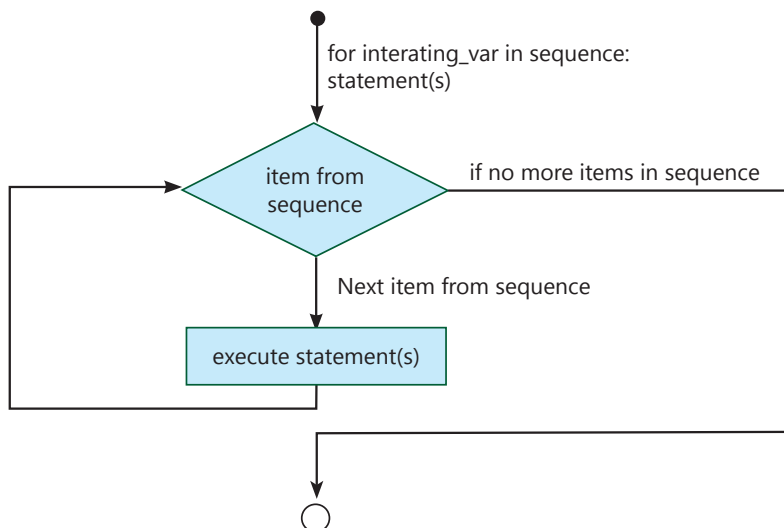 for interating_var in sequence:
statement(s)
item from
sequence
if no more items in sequence
Next item from sequence
execute statement(s)